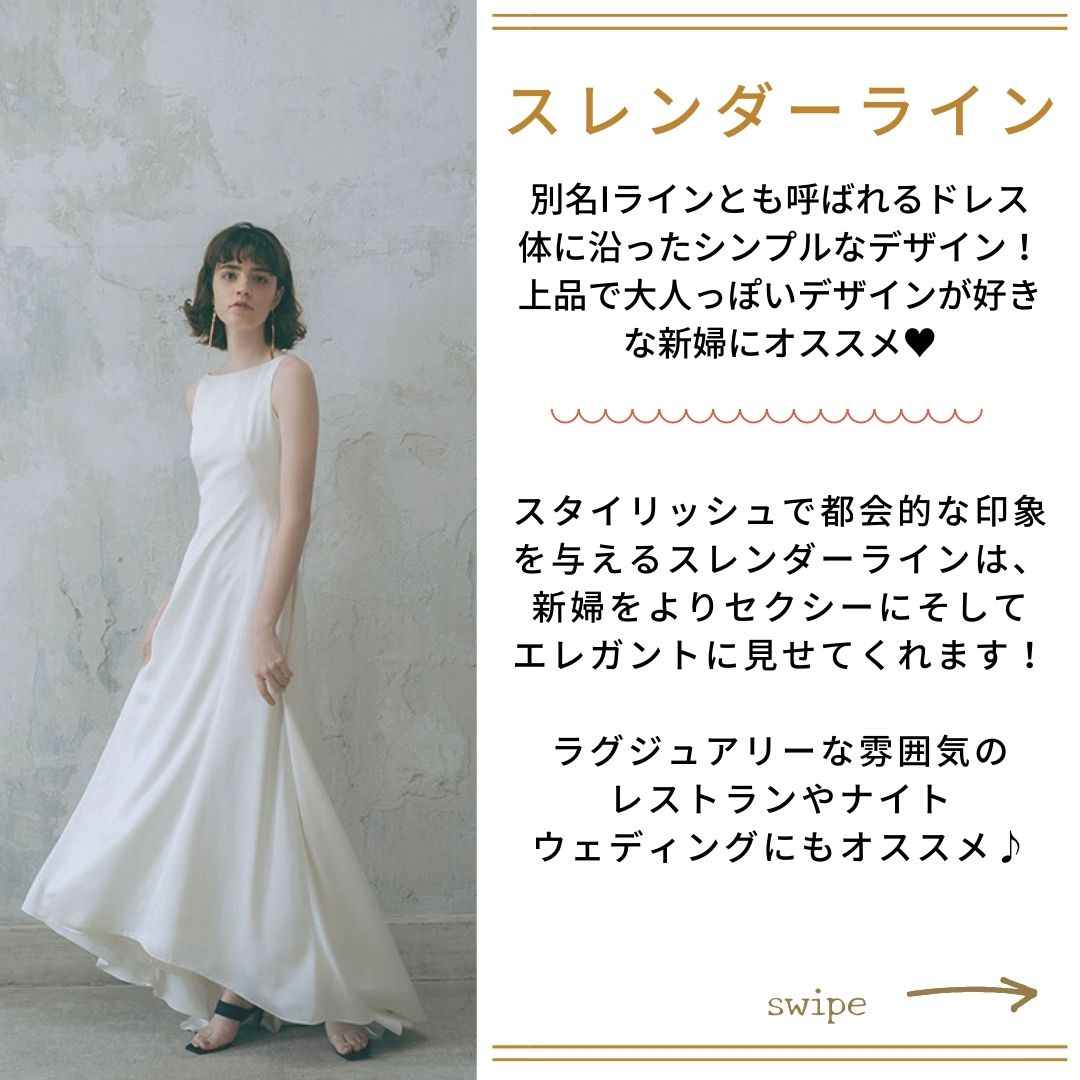 スレンダーライン
別名Iラインとも呼ばれるドレス
体に沿ったシンプルなデザイン！
上品で大人っぽいデザインが好き
な新婦にオススメ♥
スタイリッシュで都会的な印象
を与えるスレンダーラインは、
新婦をよりセクシーにそして
エレガントに見せてくれます！
ラグジュアリーな雰囲気の
レストランやナイト
ウェディングにもオススメ♪
swipe